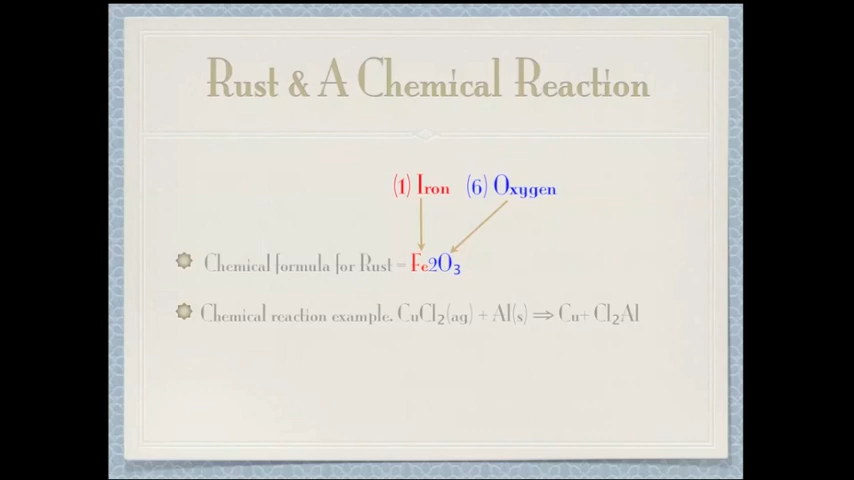 Rust & A Chemical Reaction
(1) Iron (6) Oxygen
Chemical formula for Rust = Fe2O₃
Chemical reaction example. CuCl₂(ag) + Al(s) ⇒ Cu+ Cl₂Al